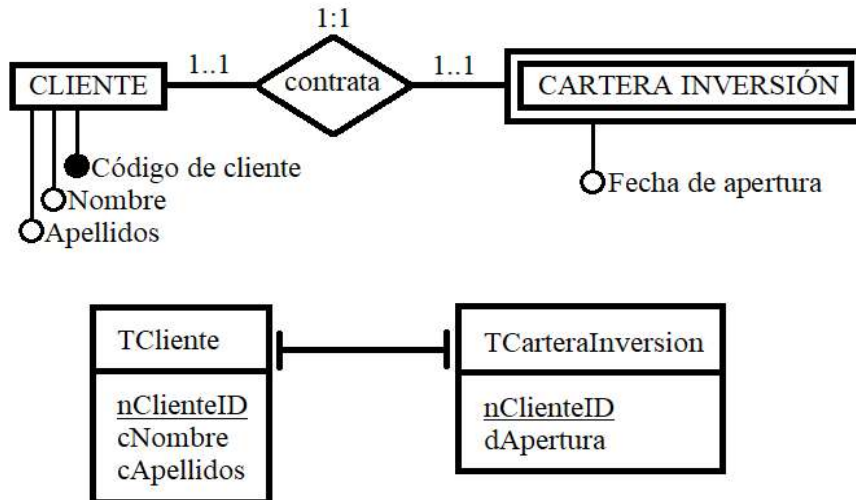 1:1
1..1
1..1
CLIENTE
contrata
CARTERA INVERSIÓN
Código de cliente
Nombre
Apellidos
Fecha de apertura
TCliente
nClienteID
cNombre
cApellidos
TCarteraInversion
nClienteID
dApertura